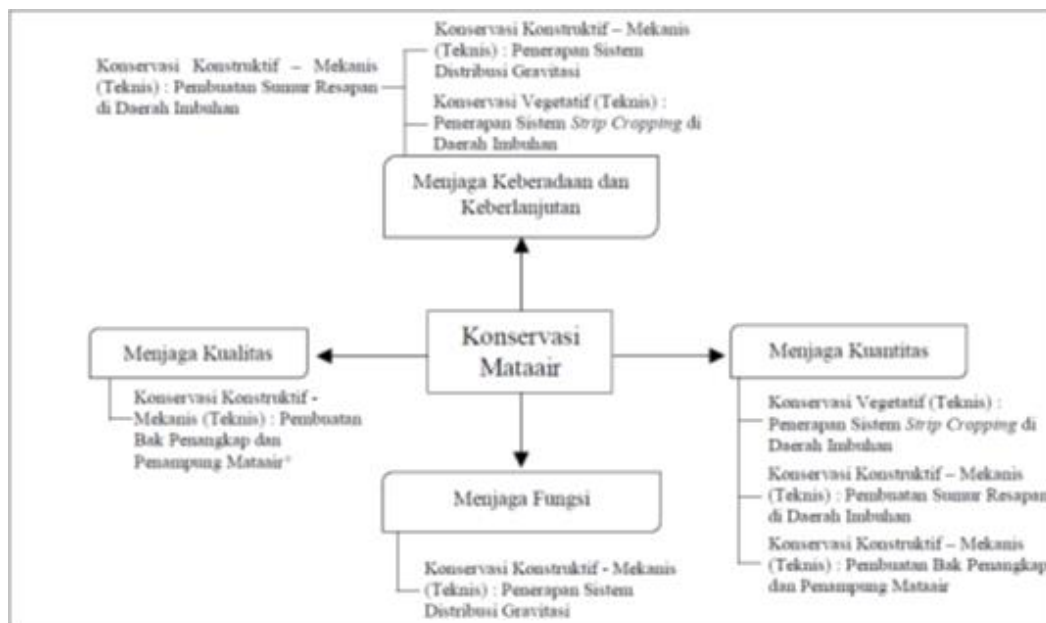 Konservasi Konstruktif – Mekanis
(Teknis) : Pembuatan Sumur Resapan
di Daerah Imbuhan
Konservasi Konstruktif – Mekanis
(Teknis) : Penerapan Sistem
Distribusi Gravitasi
Konservasi Vegetatif (Teknis) :
Penerapan Sistem Strip Cropping di
Daerah Imbuhan
Menjaga Keberadaan dan
Keberlanjutan
Konservasi
Mataair
Menjaga Kualitas
Konservasi Konstruktif -
Mekanis (Teknis) : Pembuatan
Bak Penangkap dan
Penampung Mataair*
Menjaga Fungsi
Konservasi Konstruktif - Mekanis
(Teknis) : Penerapan Sistem
Distribusi Gravitasi
Menjaga Kuantitas
Konservasi Vegetatif (Teknis) :
Penerapan Sistem Strip Cropping di
Daerah Imbuhan
Konservasi Konstruktif – Mekanis
(Teknis) : Pembuatan Sumur Resapan
di Daerah Imbuhan
Konservasi Konstruktif – Mekanis
(Teknis) : Pembuatan Bak Penangkap
dan Penampung Mataair